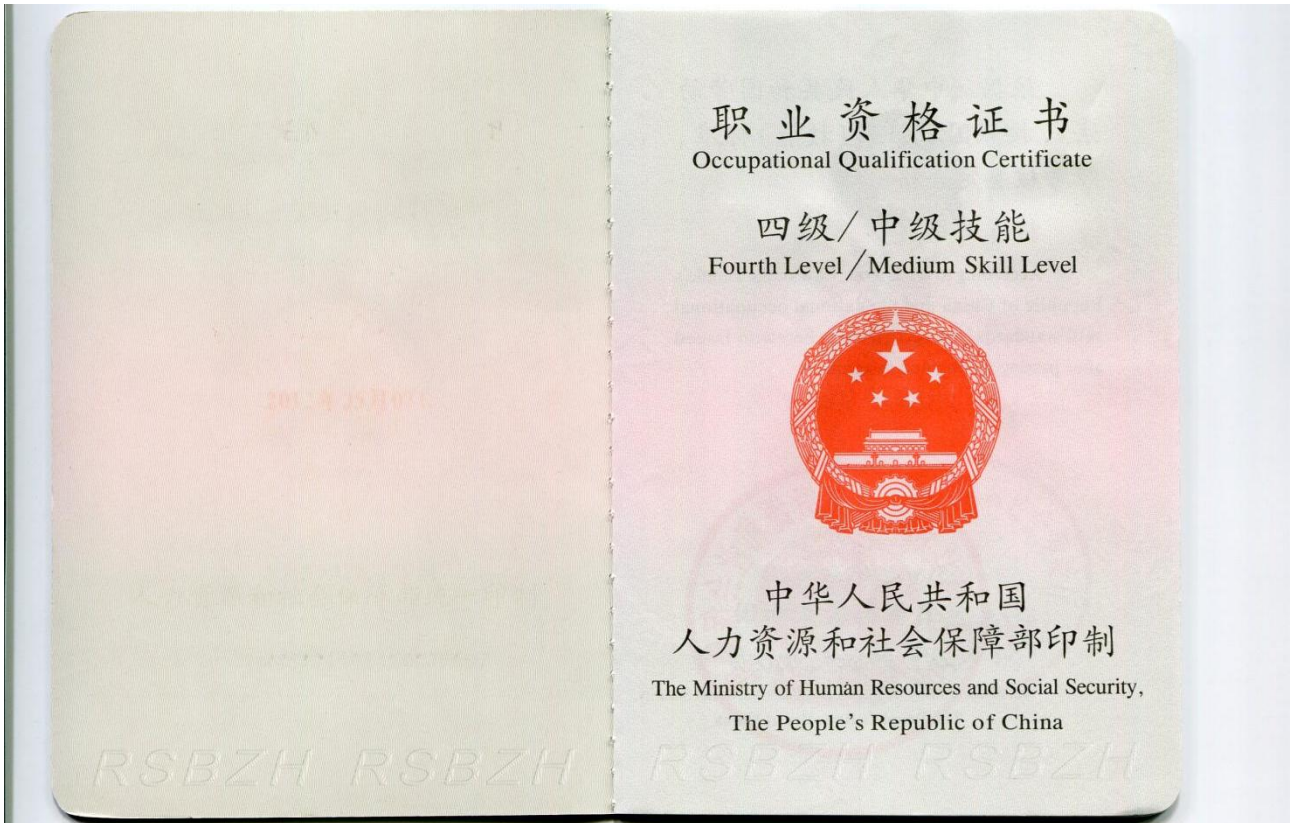 职业资格证书
Occupational Qualification Certificate
四级/中级技能
Fourth Level/Medium Skill Level
中华人民共和国
人力资源和社会保障部印制
The Ministry of Human Resources and Social Security,
The People's Republic of China
RSBZH RSBZH RSBZH RSBZH